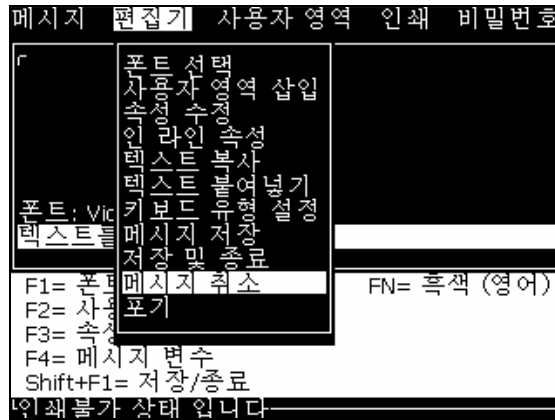 메시지 편집기 사용자 영역 인쇄 비밀번호
폰트 선택
사용자 영역 삽입
속성 수정
인 라인 속성
텍스트 복사
텍스트 붙여넣기
키보드 유형 설정
메시지 저장
저장 및 종료
메시지 취소
포기
폰트:
F1= FN= 흑색 (영어)
F2=
F3=
F4= 메시지 변수
Shift+F1= 저장/종료
인쇄불가 상태 입니다